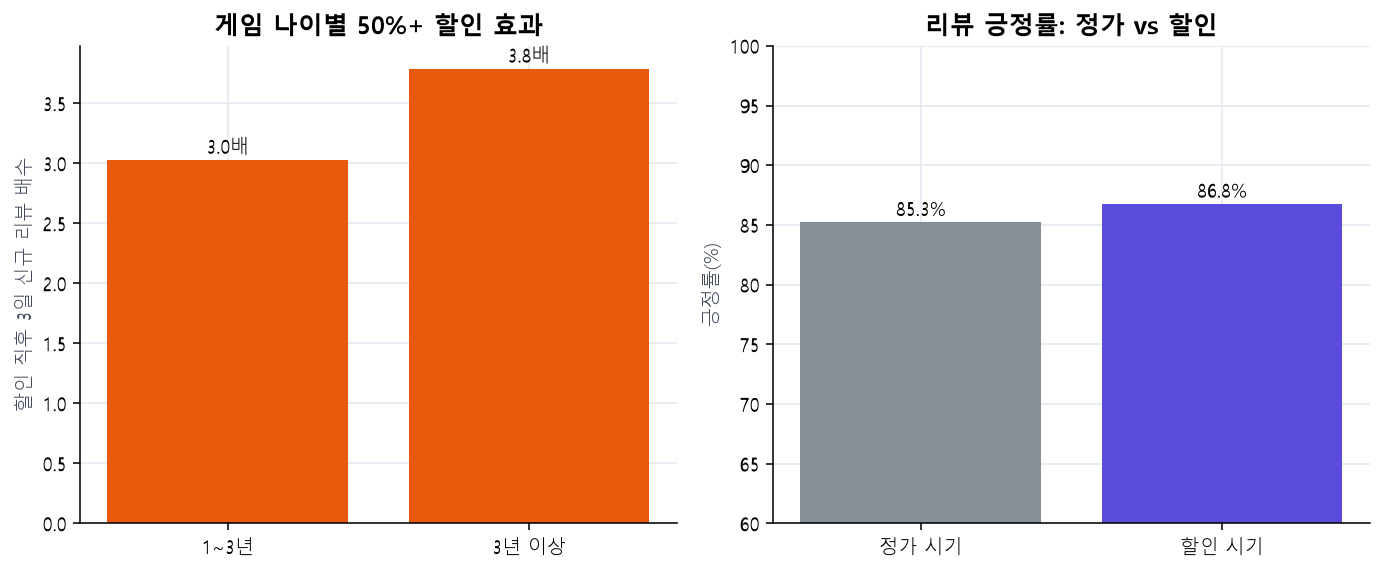 게임 나이별 50%+ 할인 효과
할인 직후 3일 신규 리뷰 배수
3.5
3.0
2.5
2.0
1.5
1.0
0.5
0.0
3.0배
3.8배
1~3년
3년 이상
리뷰 긍정률: 정가 vs 할인
긍정률(%)
100
95
90
85
80
75
70
65
60
85.3%
86.8%
정가 시기
할인 시기